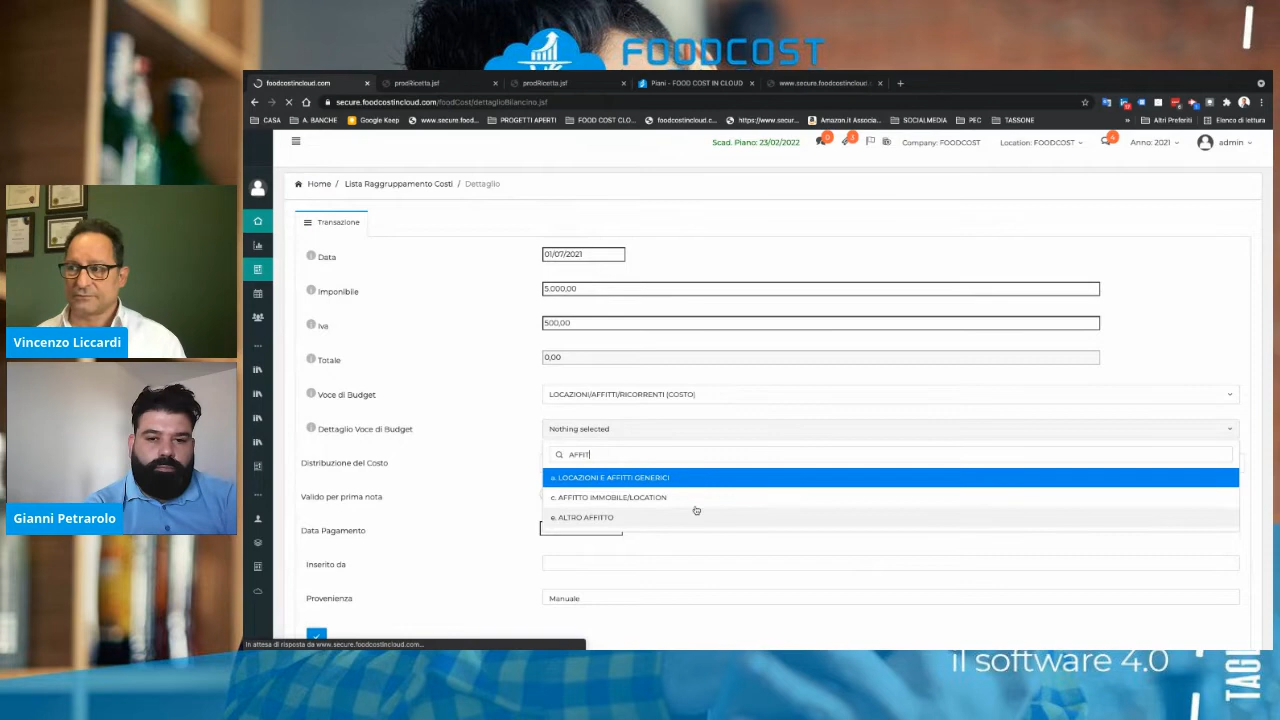 FOODCOST
foodcostincloud.com
prodRicetta.jsf
prodRicetta.jsf
Piani - FOOD COST IN CLOUD
www.secure.foodcostincloud
secure.foodcostincloud.com/foodCost/dettaglioBilancino.jsf
CASA
A. BANCHE
Google Keep
www.secure.food...
PROGETTI APERTI
FOOD COST CLO...
foodcostincloud.c...
https://www.secur...
Amazon.it Associa...
SOCIALMEDIA
PEC
TASSONE
»
Altri Preferiti
Elenco di lettura
Scad. Piano: 23/02/2022
0
3
Company: FOODCOST
Location: FOODCOST
4
Anno: 2021
admin
Home / Lista Raggruppamento Costi / Dettaglio
Transazione
Data
01/07/2021
Imponibile
5.000,00
Iva
500,00
Totale
0,00
Voce di Budget
LOCAZIONI/AFFITTI/RICORRENTI (COSTO)
Dettaglio Voce di Budget
Nothing selected
AFFIT
Distribuzione del Costo
a. LOCAZIONI E AFFITTI GENERICI
Valido per prima nota
c. AFFITTO IMMOBILE/LOCATION
e. ALTRO AFFITTO
Data Pagamento
Inserito da
Provenienza
Manuale
In attesa di risposta da www.secure.foodcostincloud.com...
Vincenzo Liccardi
Gianni Petrarolo
il software 4.0
TAGL